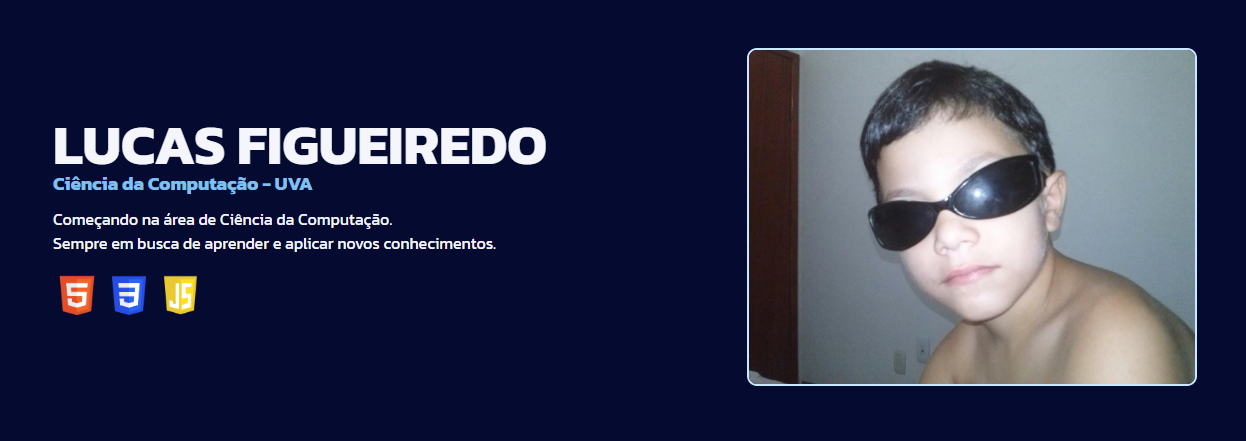 LUCAS FIGUEIREDO
Ciência da Computação - UVA
Começando na área de Ciência da Computação.
Sempre em busca de aprender e aplicar novos conhecimentos.
5 3 JS